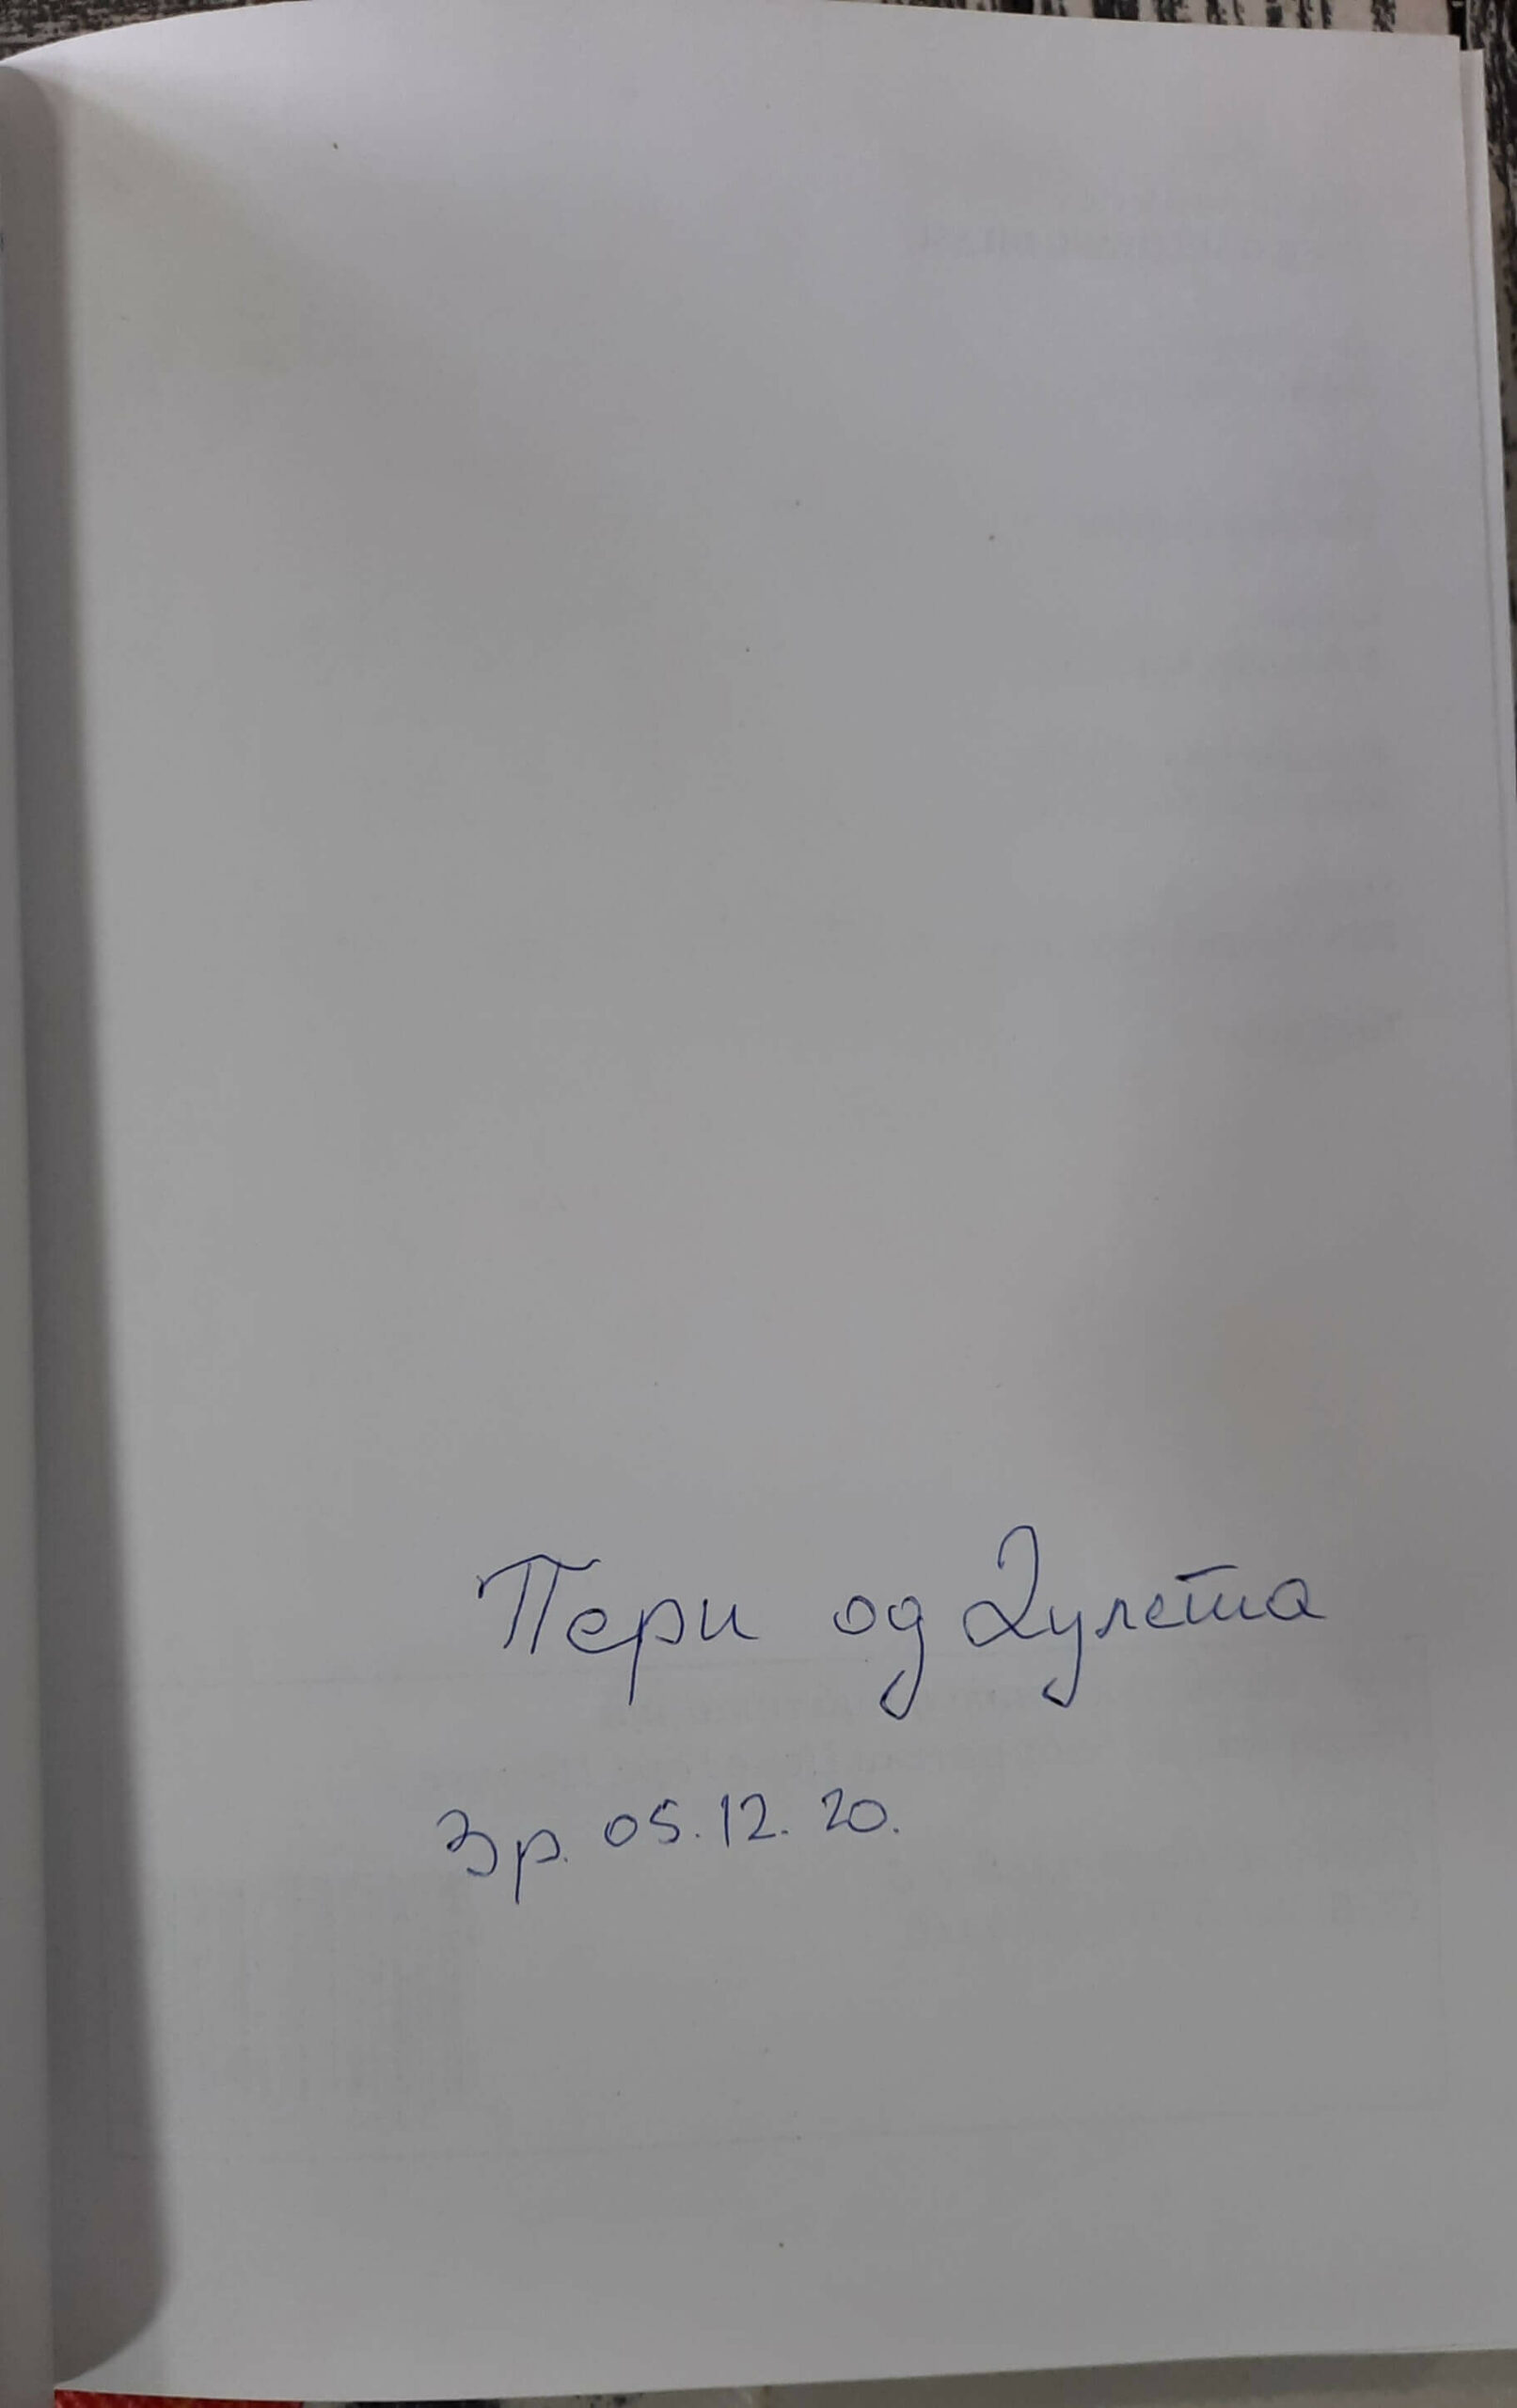 Пери од Дулета
Зр. 05.12.20.